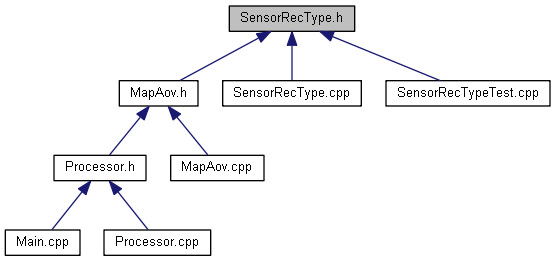 SensorRecType.h
MapAov.h
SensorRecType.cpp
SensorRecTypeTest.cpp
Processor.h
MapAov.cpp
Main.cpp
Processor.cpp